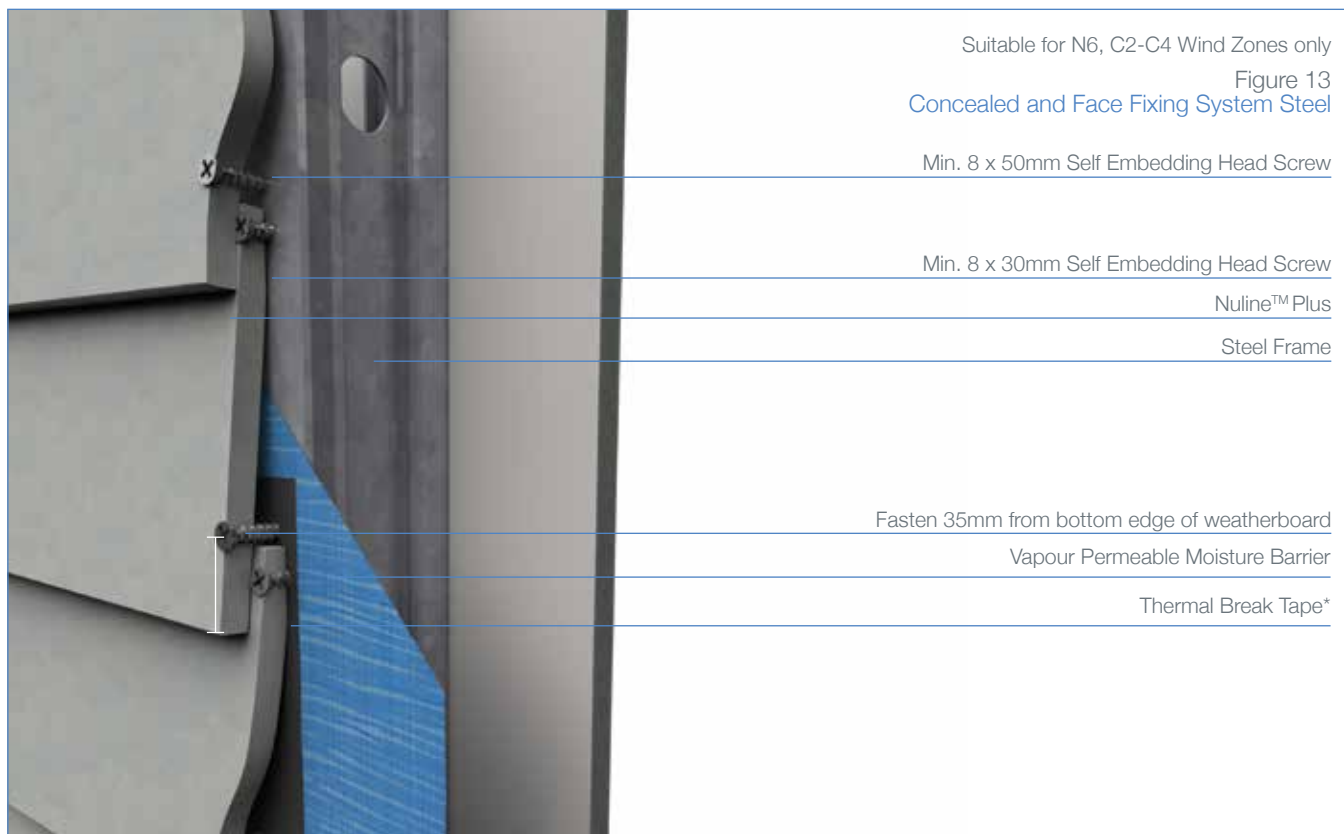 Suitable for N6, C2-C4 Wind Zones only
Figure 13
Concealed and Face Fixing System Steel
Min. 8 x 50mm Self Embedding Head Screw
Min. 8 x 30mm Self Embedding Head Screw
Nuline™ Plus
Steel Frame
Fasten 35mm from bottom edge of weatherboard
Vapour Permeable Moisture Barrier
Thermal Break Tape*